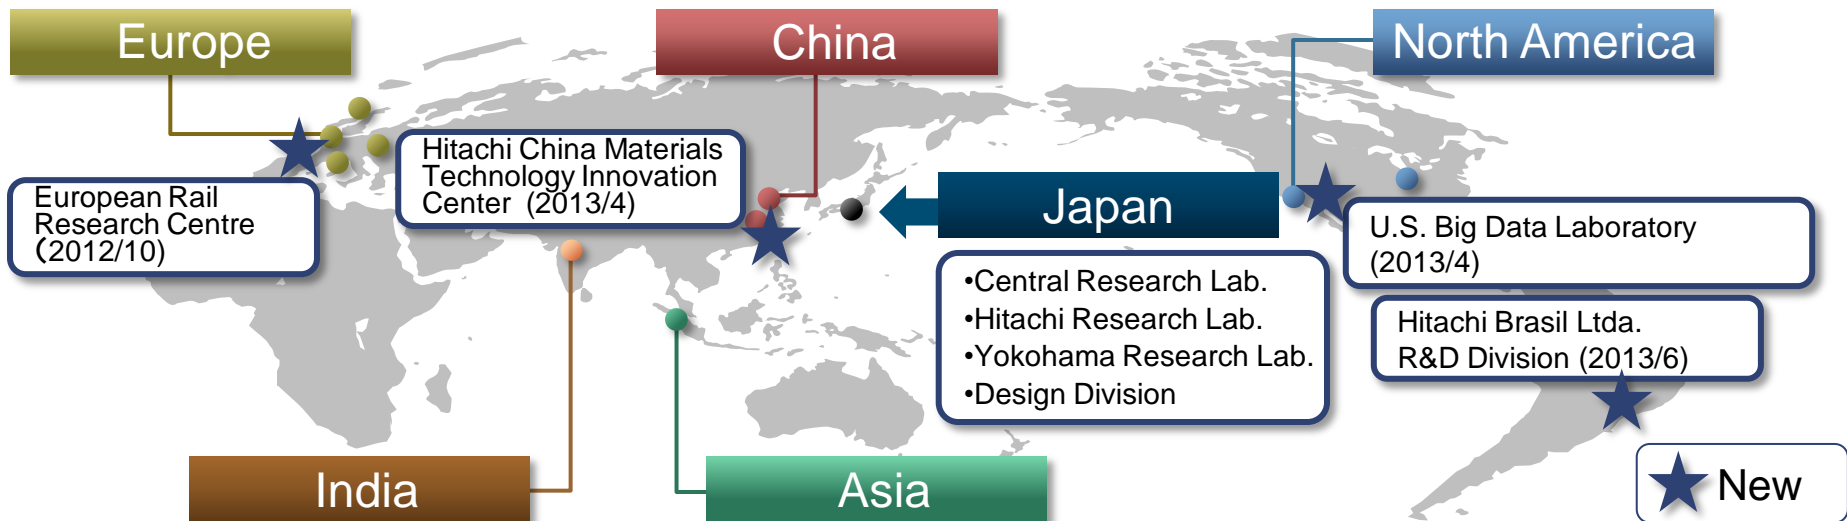 Europe
China
North America
Hitachi China Materials
Technology Innovation
Center (2013/4)
European Rail
Research Centre
(2012/10)
Japan
U.S. Big Data Laboratory
(2013/4)
•Central Research Lab.
•Hitachi Research Lab.
•Yokohama Research Lab.
•Design Division
Hitachi Brasil Ltda.
R&D Division (2013/6)
India
Asia
New